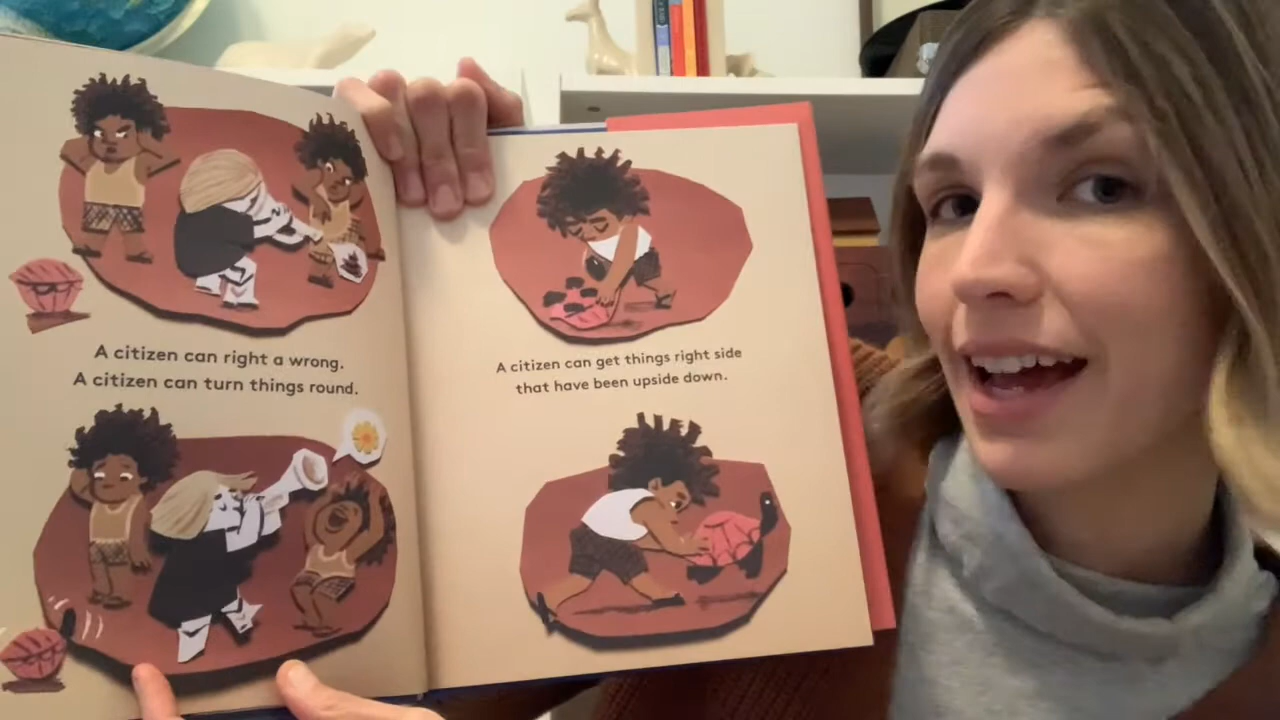 A citizen can right a wrong.
A citizen can turn things round.
A citizen can get things right side
that have been upside down.